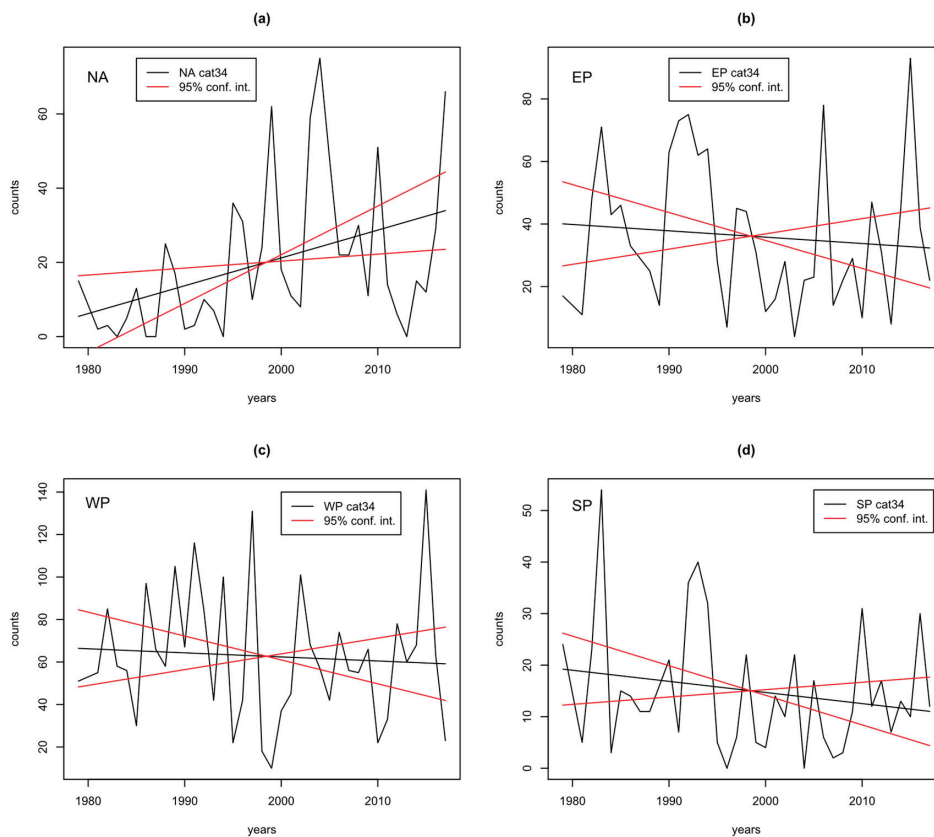 (a)
NA
NA cat34
95% conf. int.
counts
0
20
40
60
1980
1990
2000
2010
years
(b)
EP
EP cat34
95% conf. int.
counts
20
40
60
80
1980
1990
2000
2010
years
(c)
WP
WP cat34
95% conf. int.
counts
20
40
60
80
100
120
140
1980
1990
2000
2010
years
(d)
SP
SP cat34
95% conf. int.
counts
0
10
20
30
40
50
1980
1990
2000
2010
years